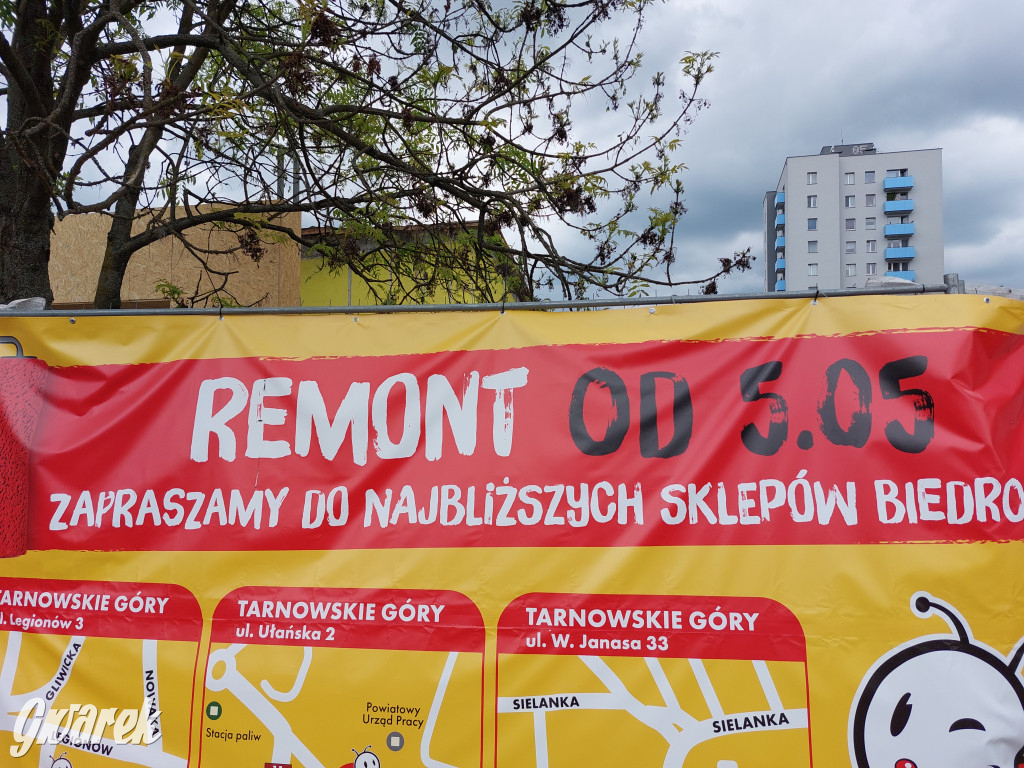 REMONT OD 5.05
ZAPRASZAMY DO NAJBLIŻSZYCH SKLEPÓW BIEDRO
TARNOWSKIE GÓRY
ul. Legionów 3
GLIWICKA
NOWAKA
LEGIONÓW
TARNOWSKIE GÓRY
ul. Ułańska 2
Stacja paliw
Powiatowy
Urząd Pracy
TARNOWSKIE GÓRY
ul. W. Janasa 33
SIELANKA
SIELANKA
Gwarek